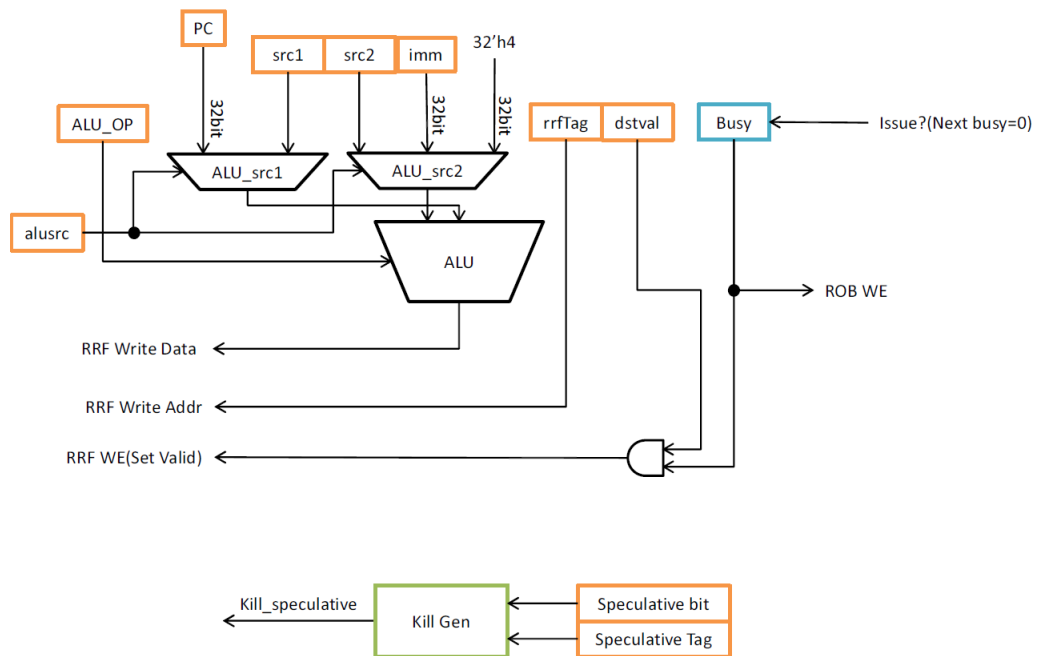 PC
src1
src2
imm
32'h4
32bit
32bit
32bit
ALU_OP
rrfTag
dstval
Busy
Issue?(Next busy=0)
ALU_src1
ALU_src2
alusrc
ALU
ROB WE
RRF Write Data
RRF Write Addr
RRF WE(Set Valid)
Kill_speculative
Kill Gen
Speculative bit
Speculative Tag